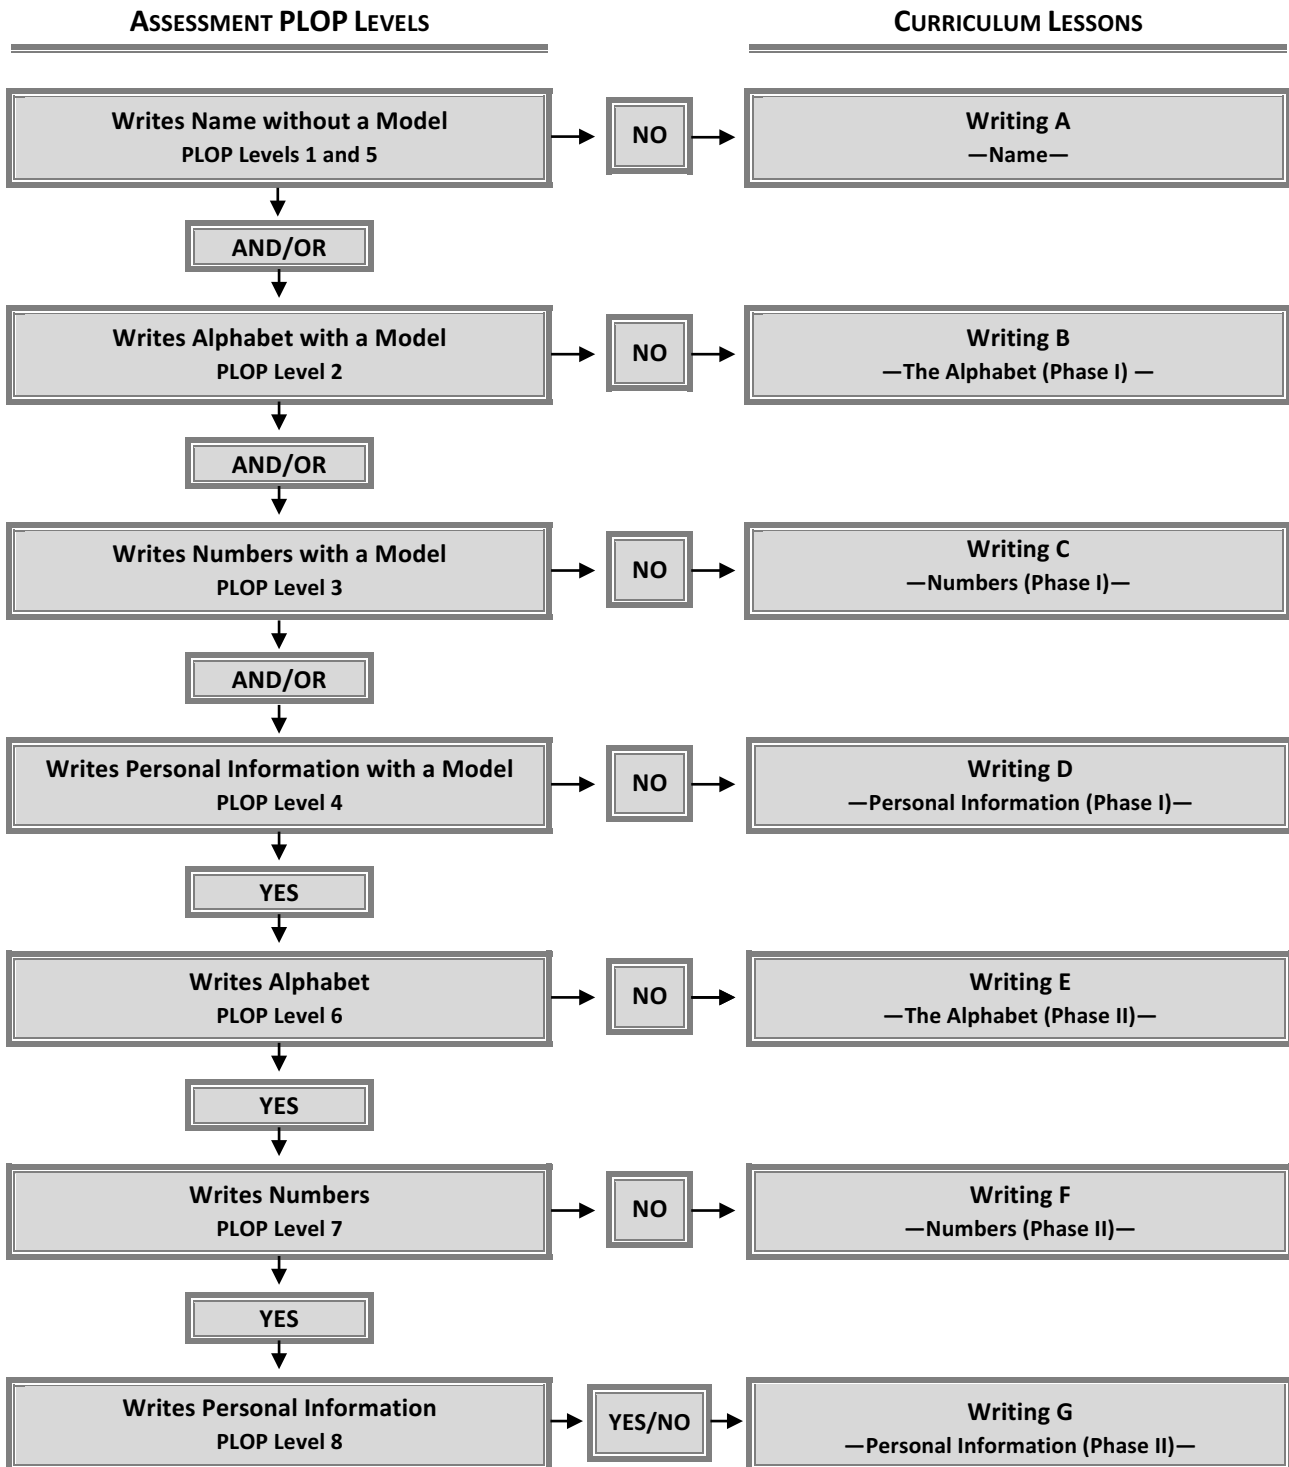 ASSESSMENT PLOP LEVELS
CURRICULUM LESSONS
Writes Name without a Model
PLOP Levels 1 and 5
NO
Writing A
—Name—
AND/OR
Writes Alphabet with a Model
PLOP Level 2
NO
Writing B
—The Alphabet (Phase I) —
AND/OR
Writes Numbers with a Model
PLOP Level 3
NO
Writing C
—Numbers (Phase I)—
AND/OR
Writes Personal Information with a Model
PLOP Level 4
NO
Writing D
—Personal Information (Phase I)—
YES
Writes Alphabet
PLOP Level 6
NO
Writing E
—The Alphabet (Phase II)—
YES
Writes Numbers
PLOP Level 7
NO
Writing F
—Numbers (Phase II)—
YES
Writes Personal Information
PLOP Level 8
YES/NO
Writing G
—Personal Information (Phase II)—